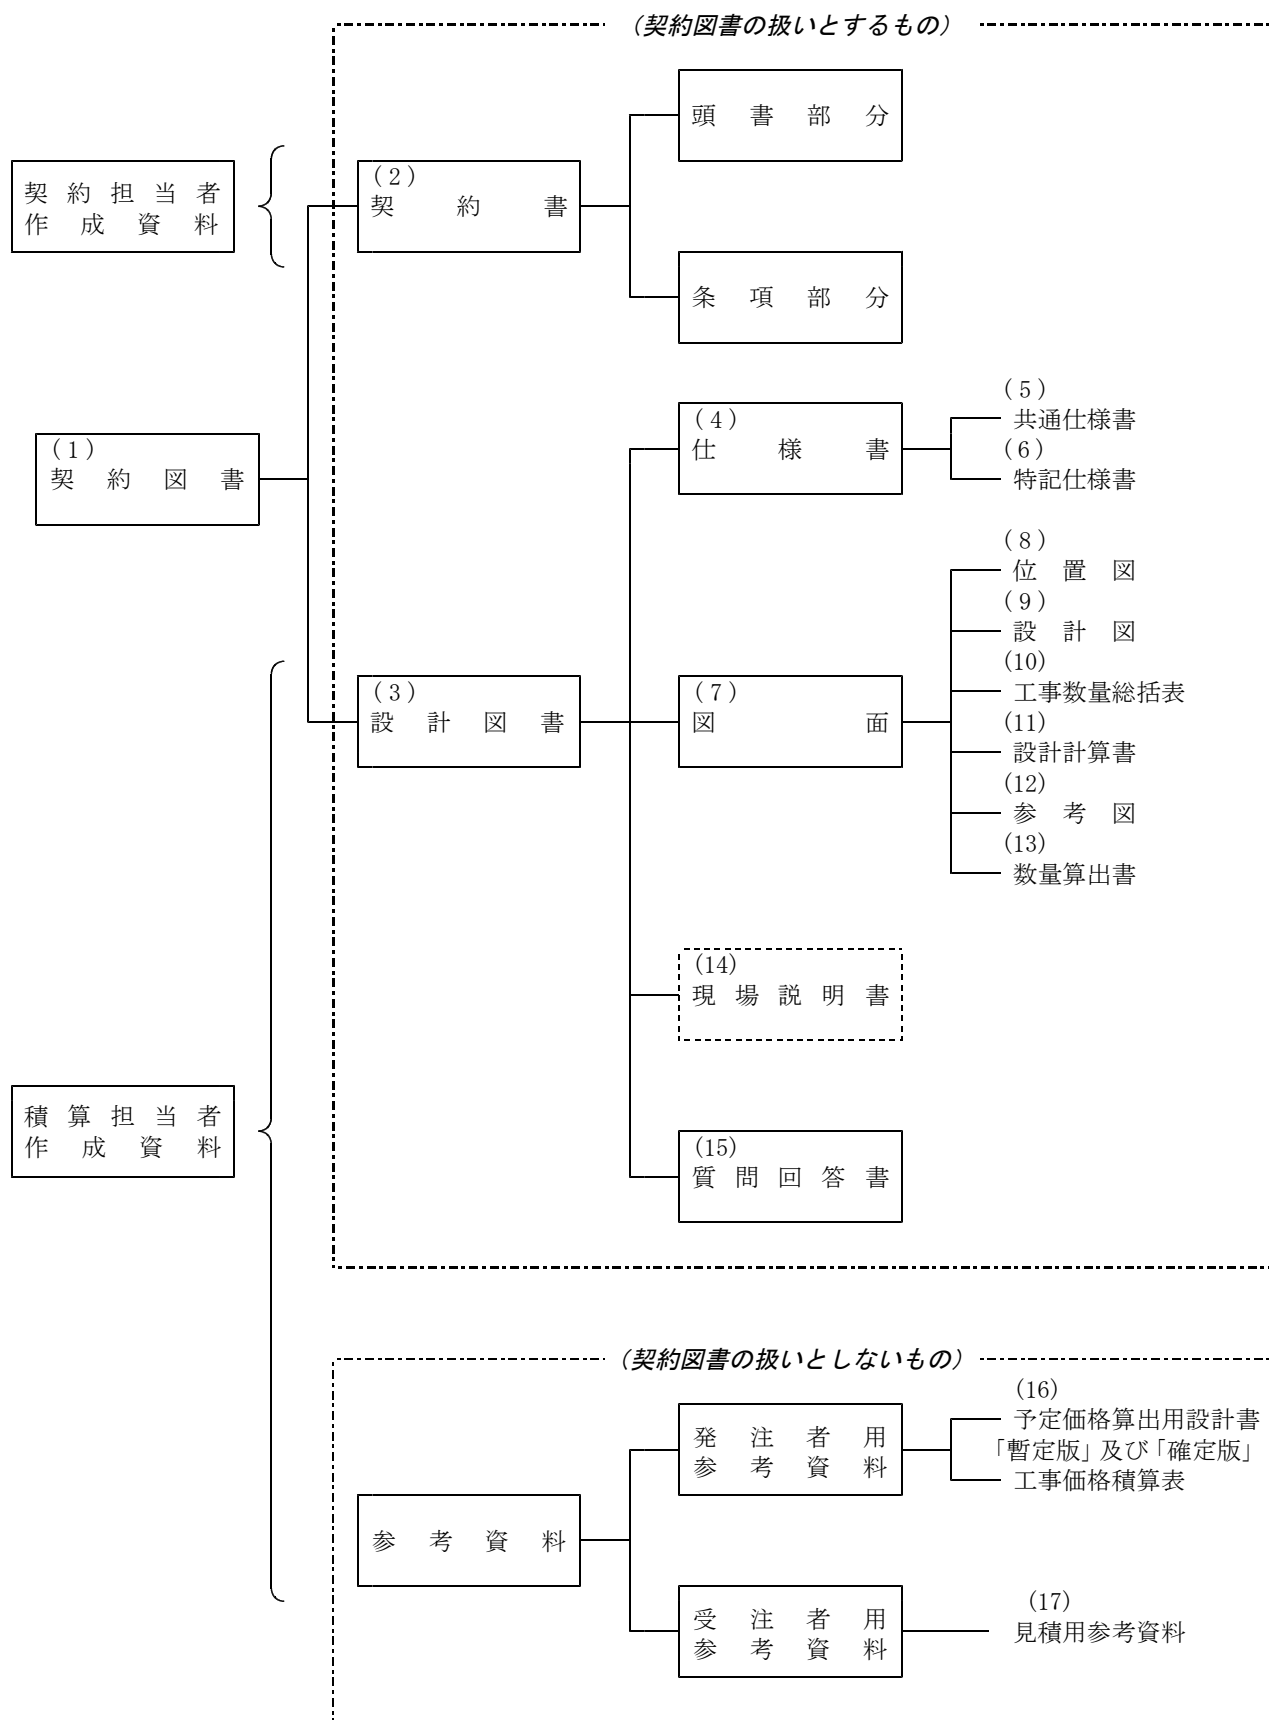 （契約図書の扱いとするもの）
頭書部分
契約担当者
作成資料
(2)
契約書
条項部分
(1)
契約図書
(4)
仕様書
(5)
共通仕様書
(6)
特記仕様書
(3)
設計図書
(7)
図面
(8)
位置図
(9)
設計図
(10)
工事数量総括表
(11)
設計計算書
(12)
参考図
(13)
数量算出書
(14)
現場説明書
積算担当者
作成資料
(15)
質問回答書
（契約図書の扱いとしないもの）
参考資料
発注者用
参考資料
(16)
予定価格算出用設計書
「暫定版」及び「確定版」
工事価格積算表
受注者用
参考資料
(17)
見積用参考資料